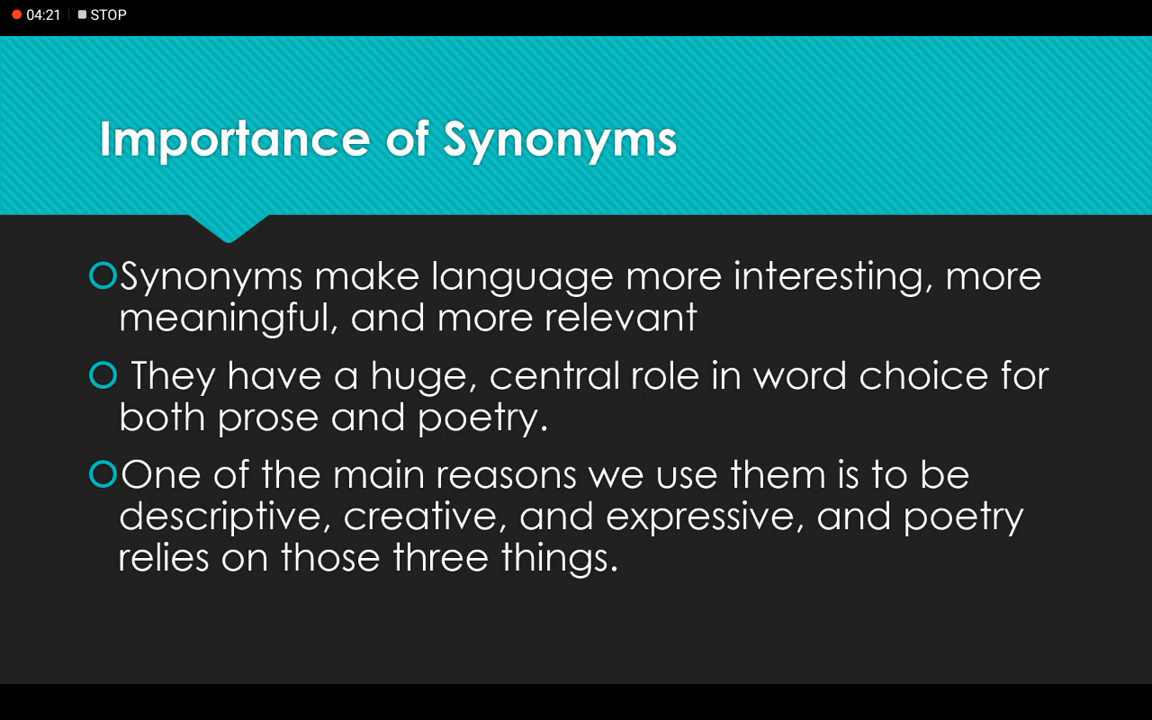 04:21 STOP
Importance of Synonyms
Synonyms make language more interesting, more
meaningful, and more relevant
They have a huge, central role in word choice for
both prose and poetry.
One of the main reasons we use them is to be
descriptive, creative, and expressive, and poetry
relies on those three things.